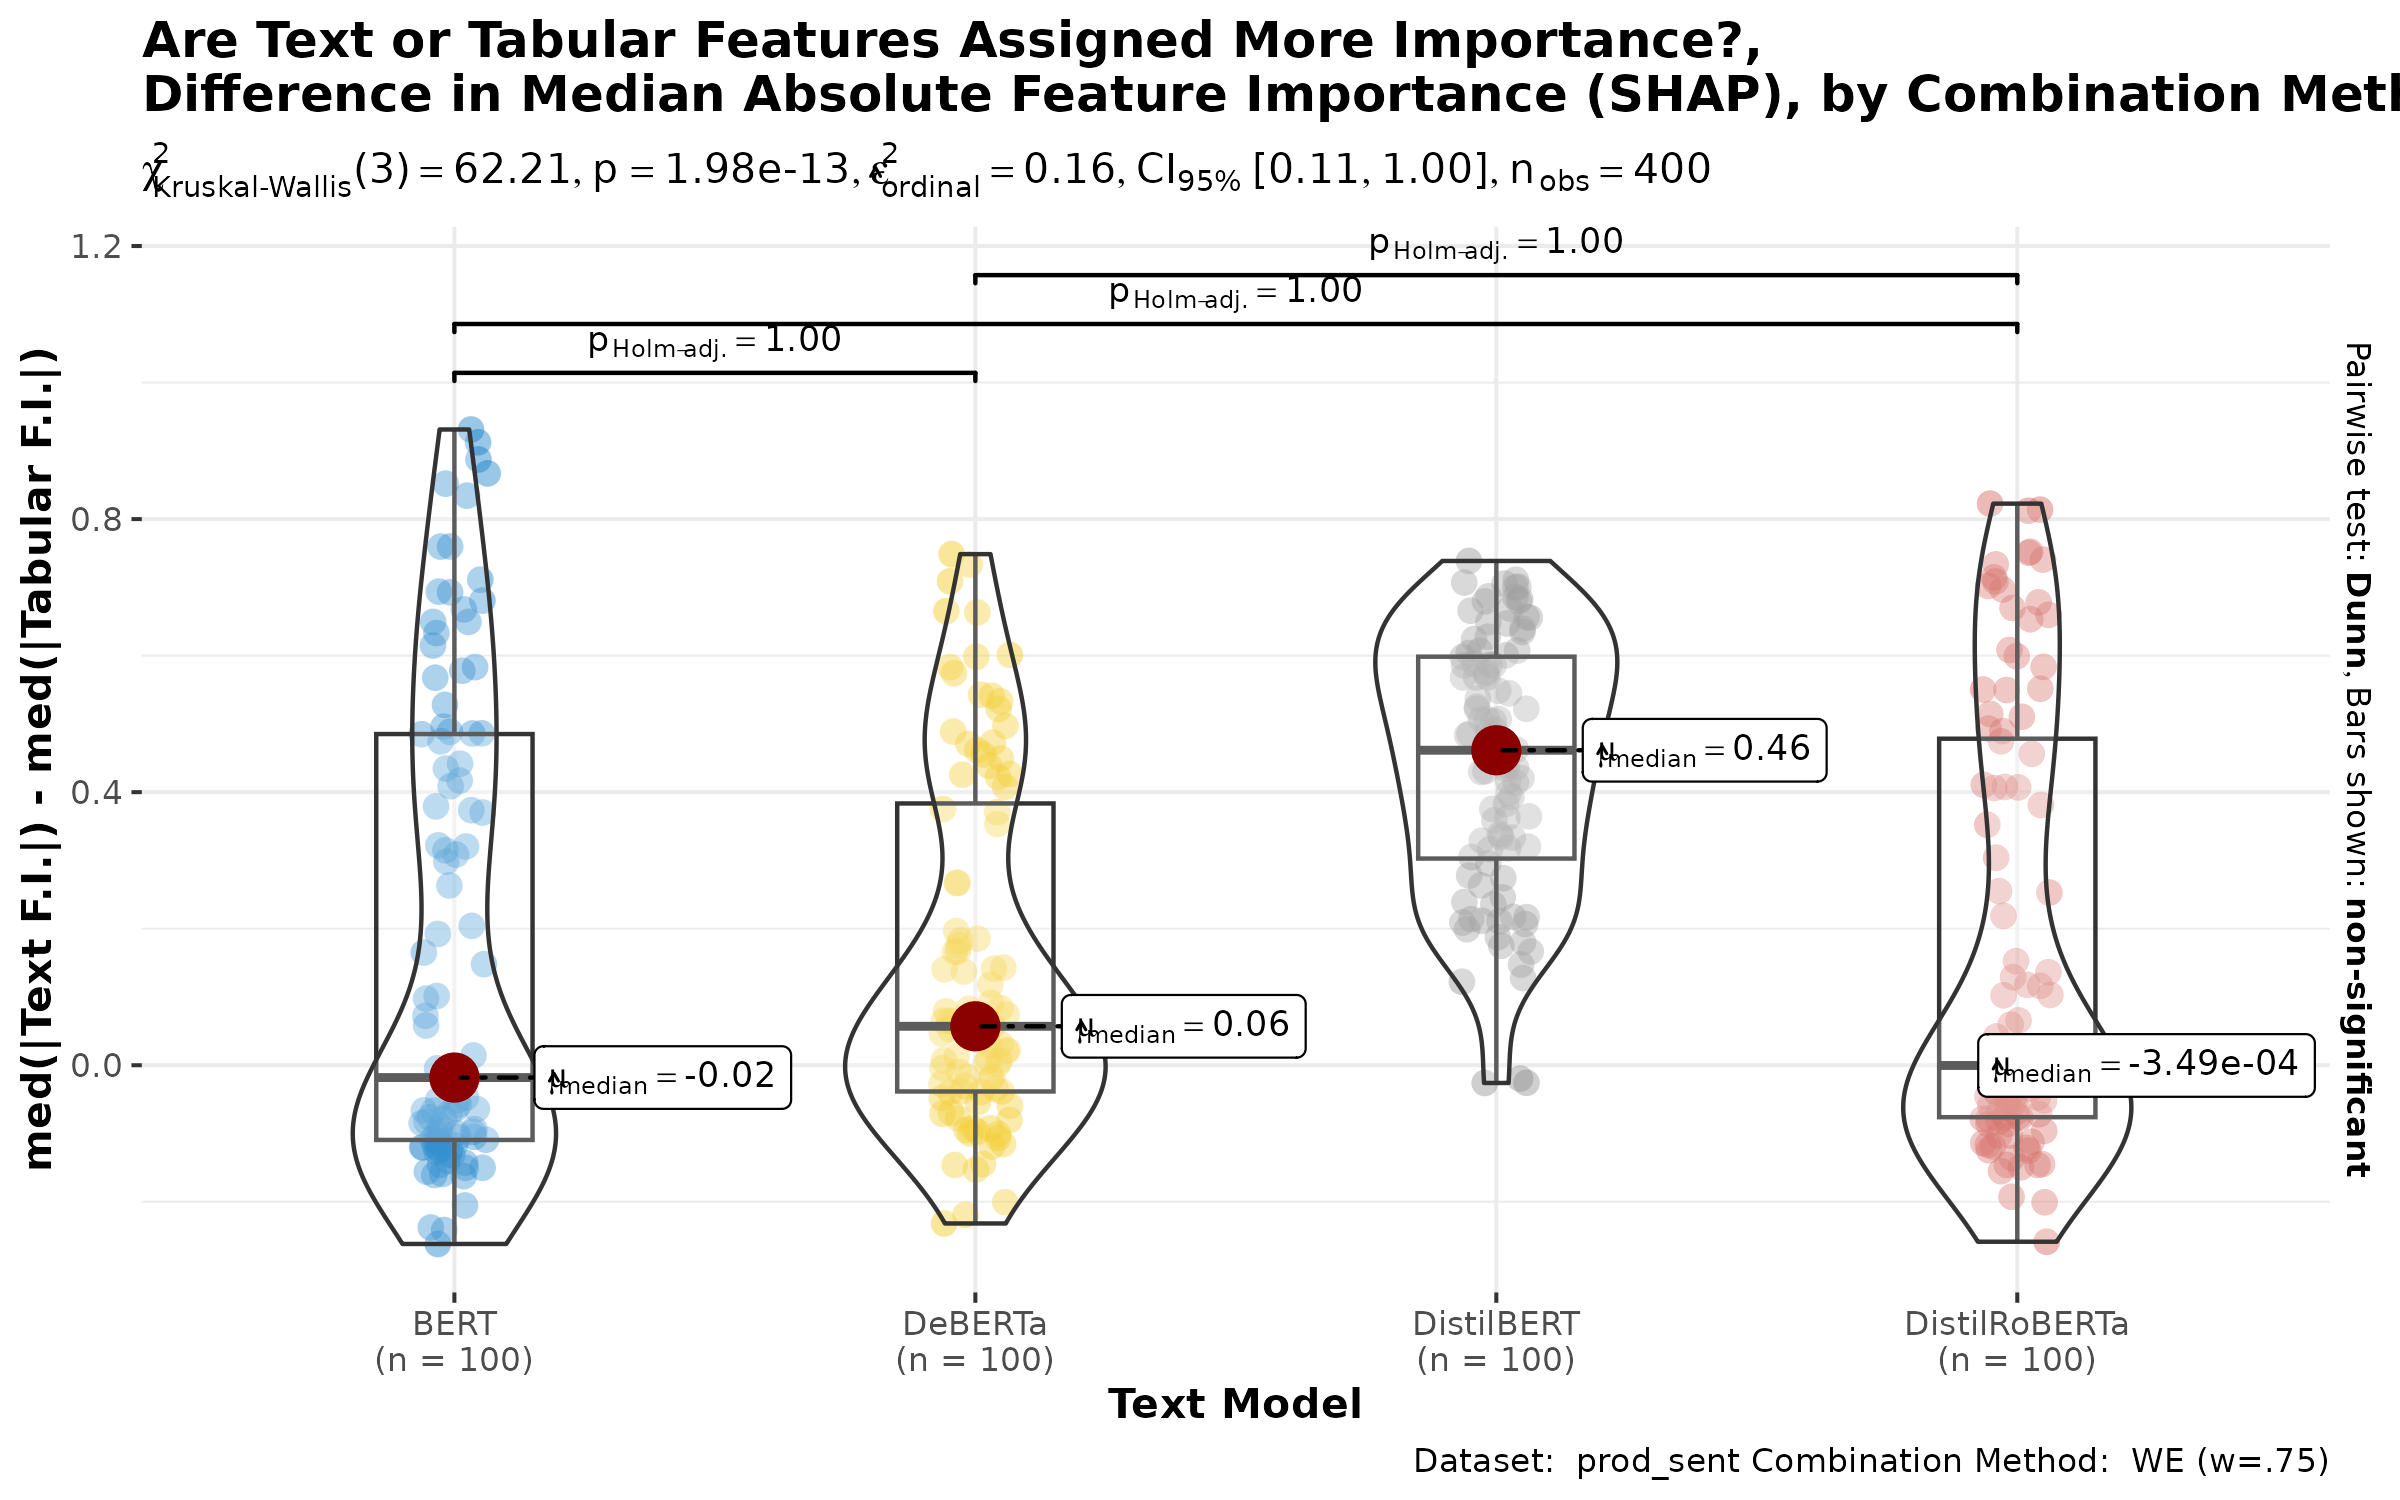 Are Text or Tabular Features Assigned More Importance?,
Difference in Median Absolute Feature Importance (SHAP), by Combination Meth
χ²Kruskal-Wallis(3) = 62.21, p = 1.98e-13, ε̂²ordinal = 0.16, CI95% [0.11, 1.00], nobs = 400
pHolm-adj. = 1.00
pHolm-adj. = 1.00
pHolm-adj. = 1.00
1.2
0.8
0.4
0.0
med(|Text F.I.|) - med(|Tabular F.I.|)
μ̂median = -0.02
μ̂median = 0.06
μ̂median = 0.46
μ̂median = -3.49e-04
Pairwise test: Dunn, Bars shown: non-significant
BERT
(n = 100)
DeBERTa
(n = 100)
DistilBERT
(n = 100)
DistilRoBERTa
(n = 100)
Text Model
Dataset:  prod_sent Combination Method:  WE (w=.75)